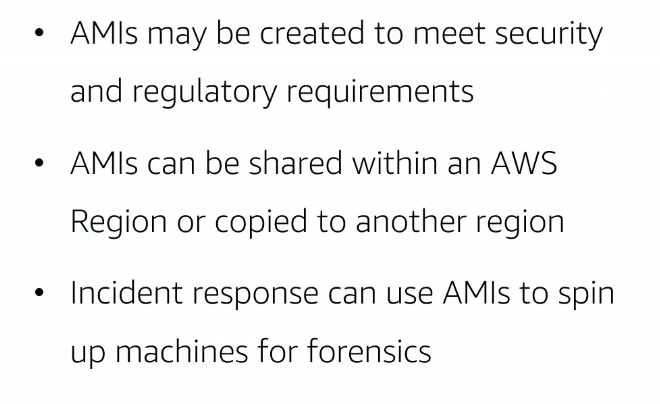 • AMIs may be created to meet security
and regulatory requirements
• AMIs can be shared within an AWS
Region or copied to another region
• Incident response can use AMIs to spin
up machines for forensics